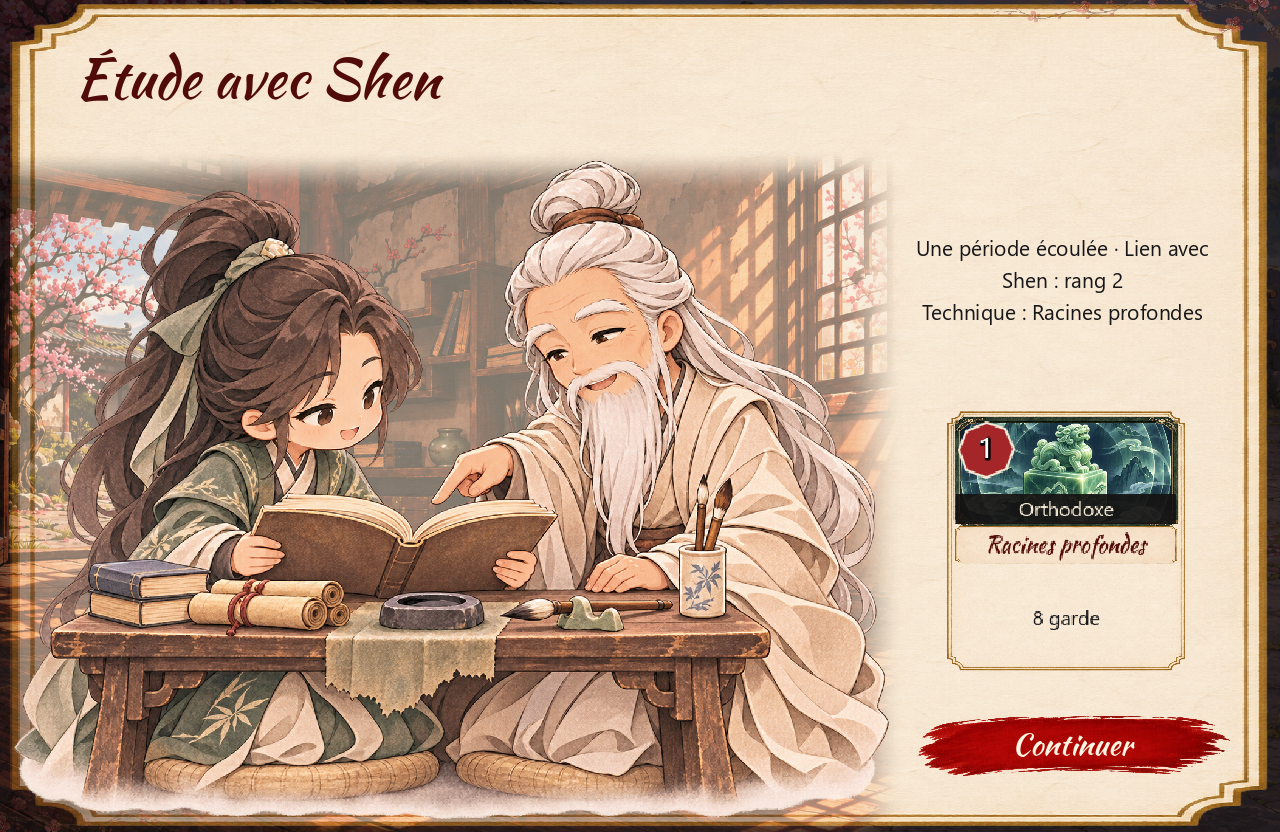 Étude avec Shen
Une période écoulée · Lien avec
Shen : rang 2
Technique : Racines profondes
1
Orthodoxe
Racines profondes
8 garde
Continuer